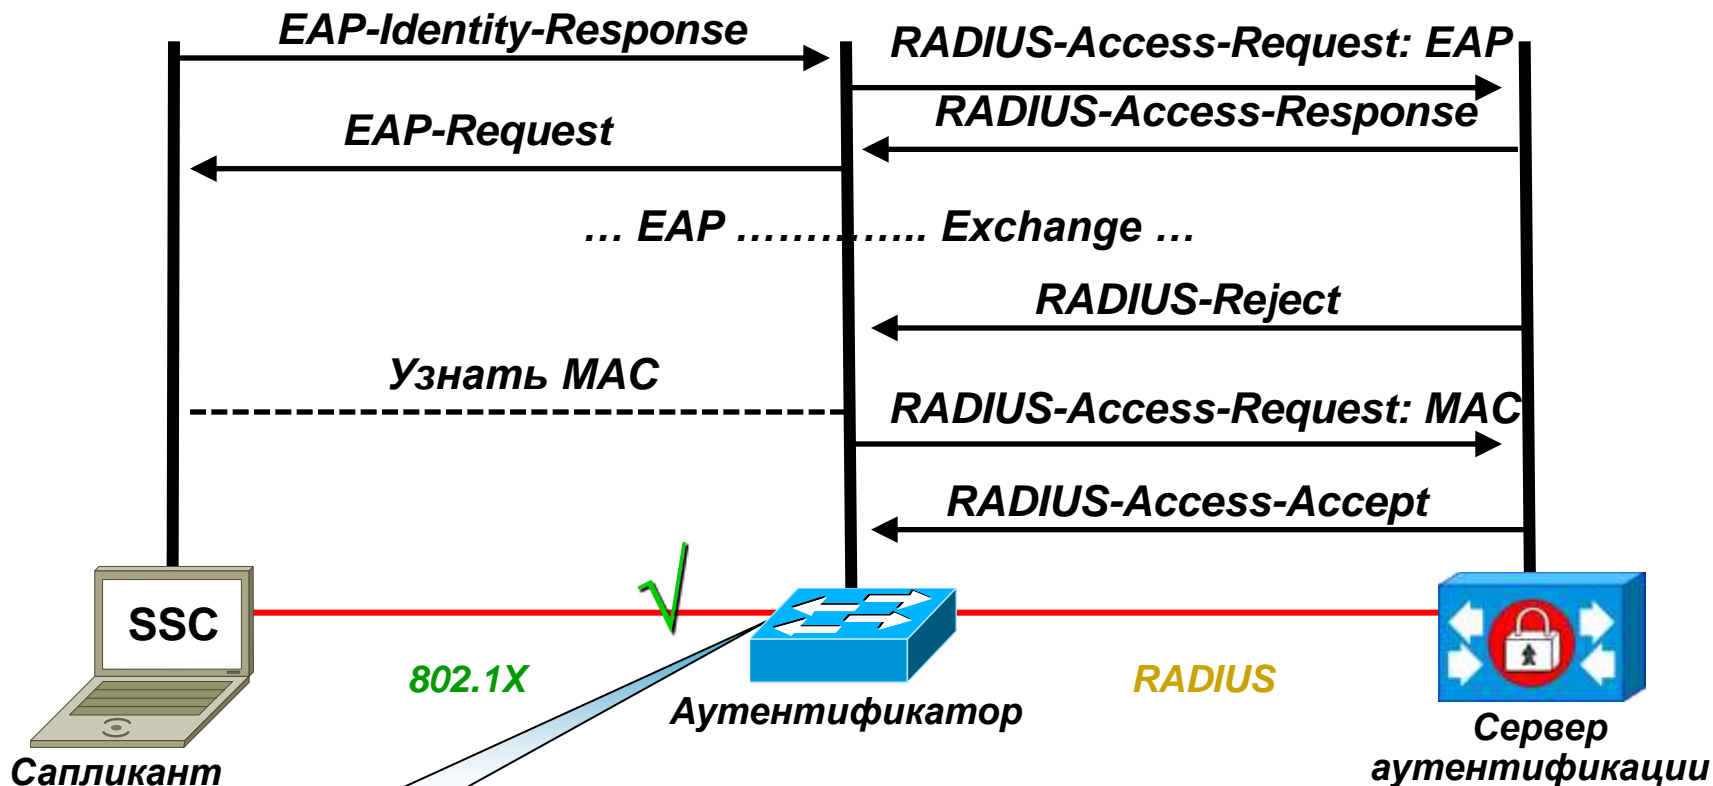 EAP-Identity-Response
RADIUS-Access-Request: EAP
RADIUS-Access-Response
EAP-Request
... EAP ………….. Exchange …
RADIUS-Reject
Узнать MAC
RADIUS-Access-Request: MAC
RADIUS-Access-Accept
SSC
802.1X
RADIUS
Аутентификатор
Сервер
аутентификации
Сапликант